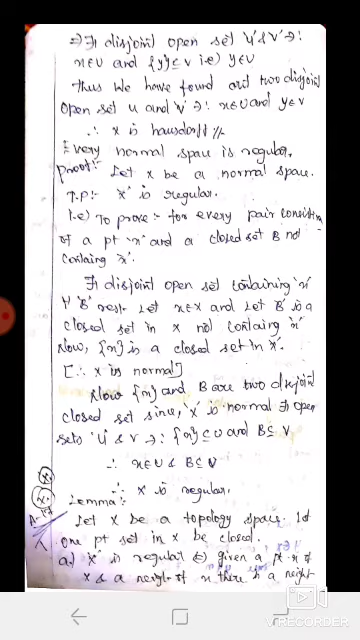 ⇒ ∃ disjoint open set 'U' & 'V' ∋:
x∈U and {y}⊆V i.e) y∈V
Thus we have found out two disjoint
open set U and 'V' ∋: x∈U and y∈V
∴ X is hausdorff //
Every normal space is regular.
proof:- Let X be a normal space.
T.P:- 'X' is regular.
i.e) To prove:- for every pair consisting
of a pt 'x' and a closed set B not
containg 'x'.
∃ disjoint open set containing 'x'
& 'B' rest. Let x∈X and let 'B' is a
closed set in X not containg 'x'
Now, {x} is a closed set in 'X'.
[∴ X is normal]
Now {x} and B are two disjoint
closed set since, 'X' is normal ∃ open
sets 'U' & V ∋: {x}⊆U and B⊆V
∴ x∈U & B⊆V
∴ X is regular.
Lemma:-
Let X be a topology space. Let
one pt set in X be closed.
a) 'X' is regular given a pt x of
X & a neigh of x there is a neigh
V RECORDER